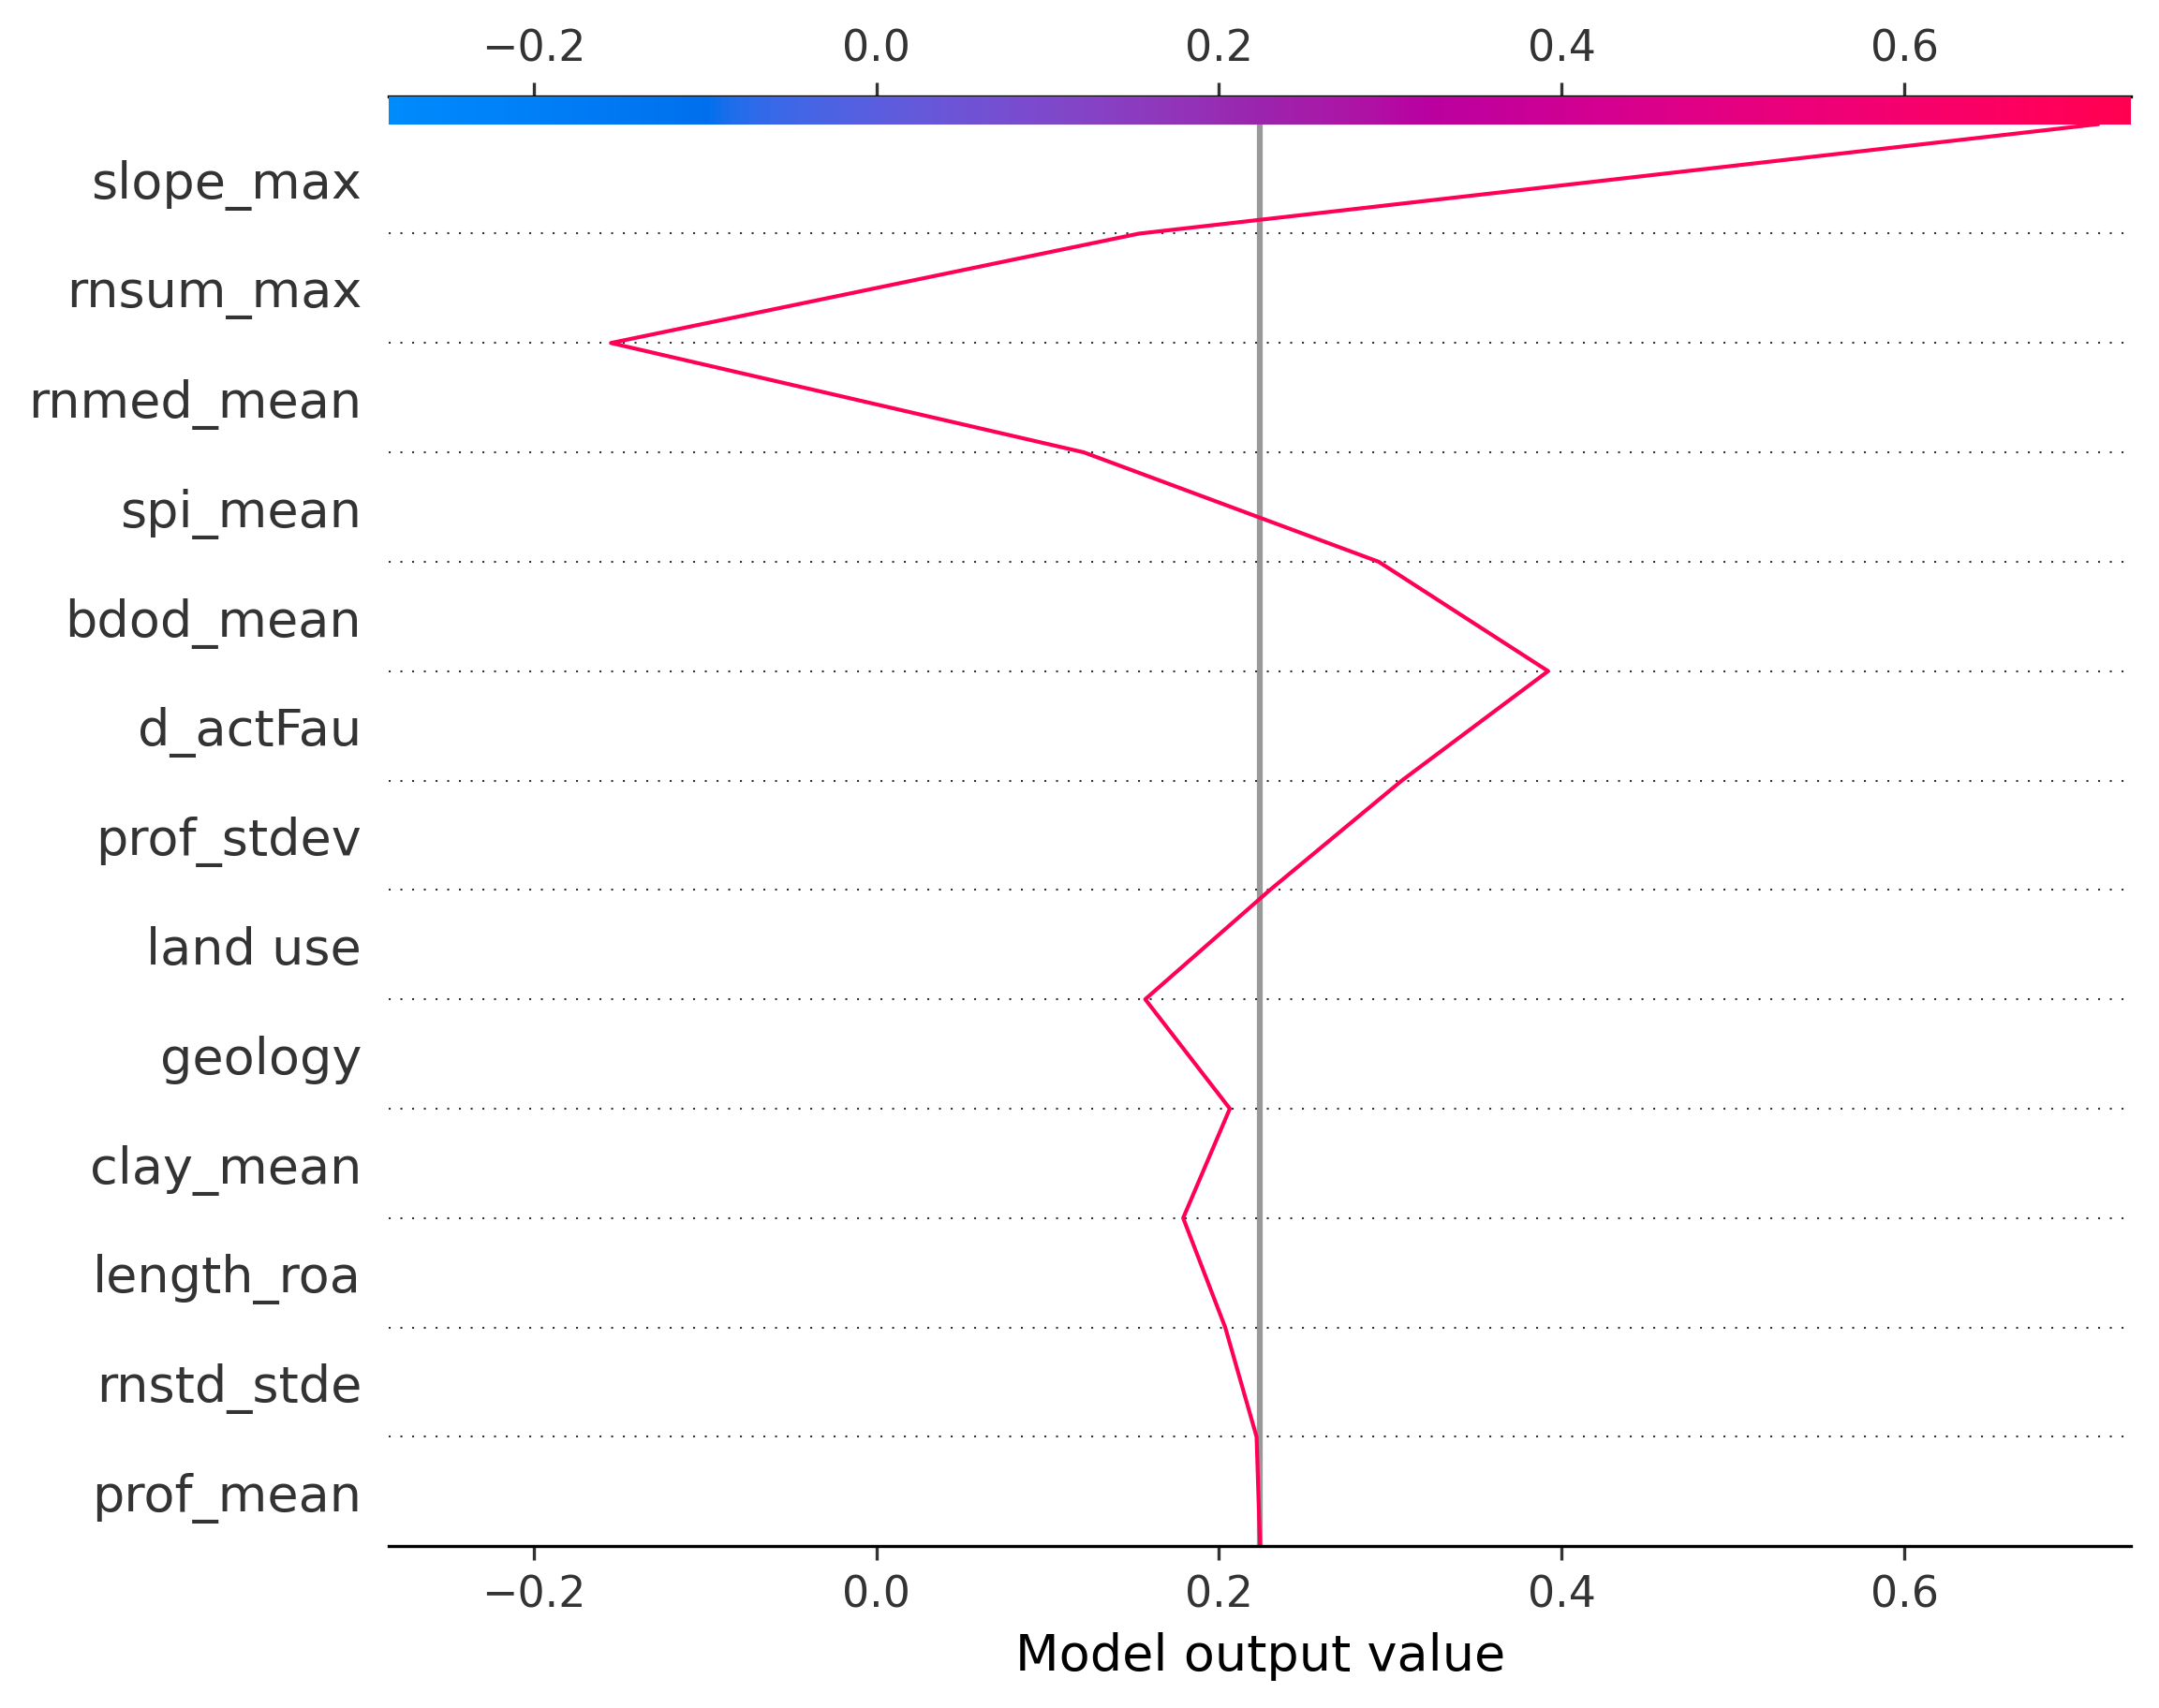 −0.2 0.0 0.2 0.4 0.6
slope_max
rnsum_max
rnmed_mean
spi_mean
bdod_mean
d_actFau
prof_stdev
land use
geology
clay_mean
length_roa
rnstd_stde
prof_mean
−0.2 0.0 0.2 0.4 0.6
Model output value